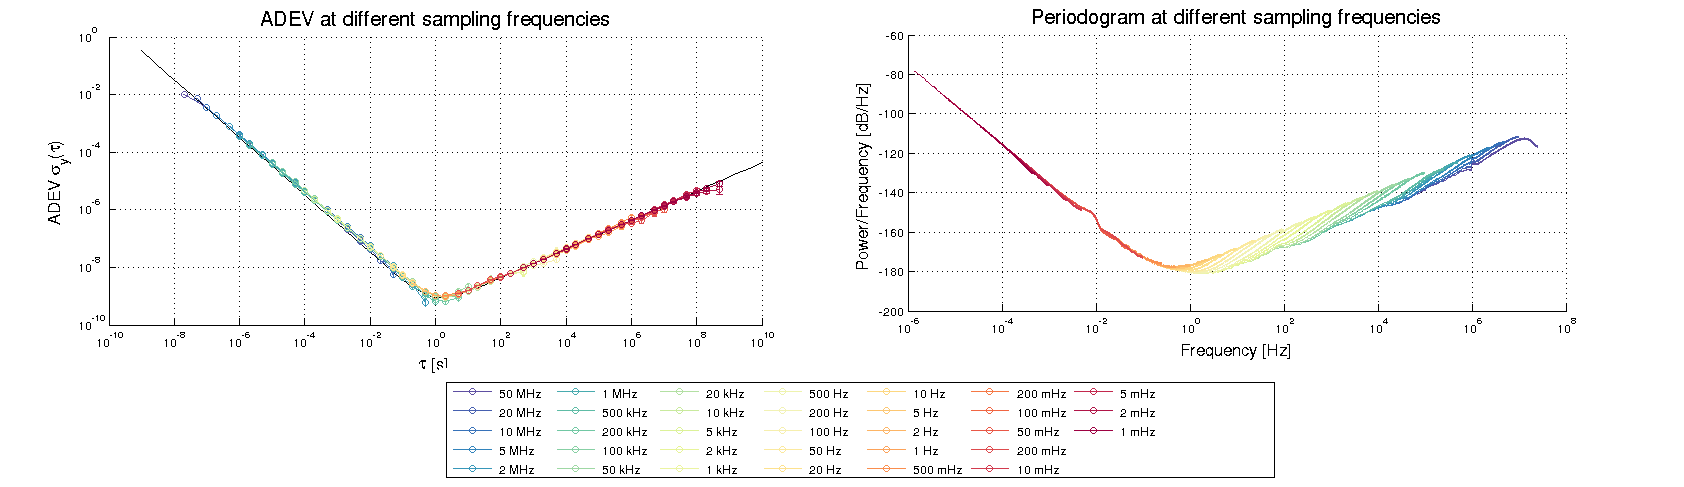 ADEV at different sampling frequencies
10^0
10^-2
10^-4
10^-6
10^-8
10^-10
ADEV σ_y(τ)
10^-10 10^-8 10^-6 10^-4 10^-2 10^0 10^2 10^4 10^6 10^8 10^10
τ [s]
Periodogram at different sampling frequencies
-60
-80
-100
-120
-140
-160
-180
-200
Power/Frequency [dB/Hz]
10^-6 10^-4 10^-2 10^0 10^2 10^4 10^6 10^8
Frequency [Hz]
50 MHz 1 MHz 20 kHz 500 Hz 10 Hz 200 mHz 5 mHz
20 MHz 500 kHz 10 kHz 200 Hz 5 Hz 100 mHz 2 mHz
10 MHz 200 kHz 5 kHz 100 Hz 2 Hz 50 mHz 1 mHz
5 MHz 100 kHz 2 kHz 50 Hz 1 Hz 200 mHz
2 MHz 50 kHz 1 kHz 20 Hz 500 mHz 10 mHz